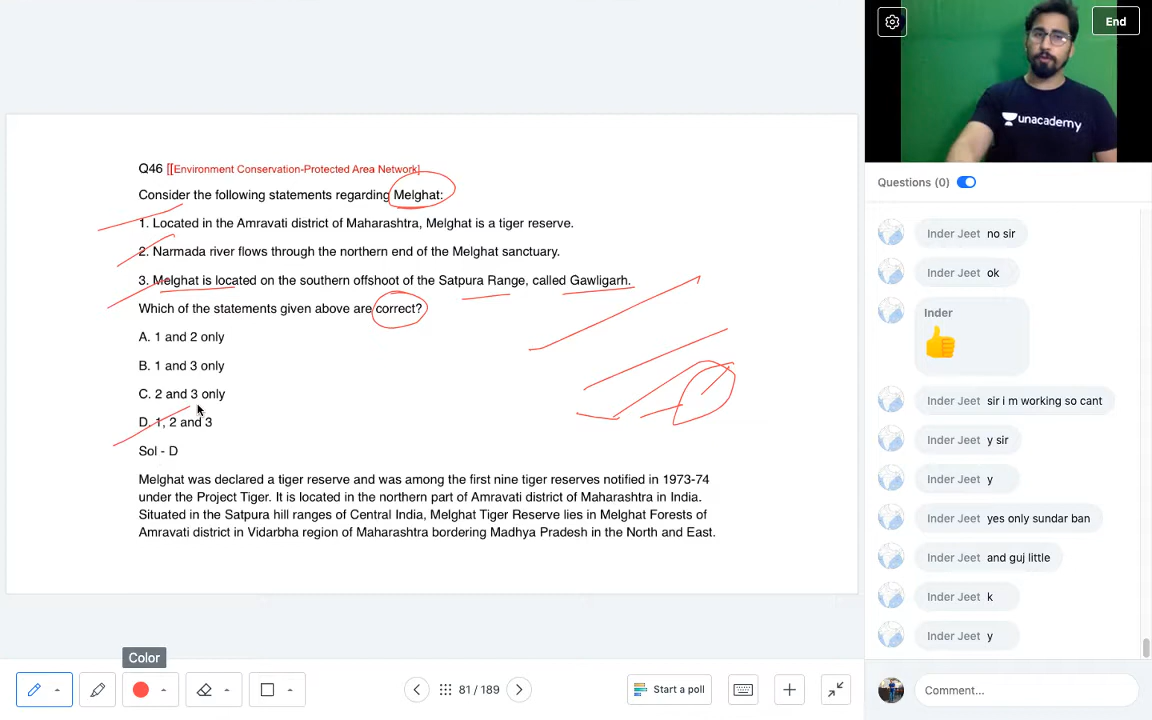 End
unacademy
Questions (0)
Q46 [[Environment Conservation-Protected Area Network]
Consider the following statements regarding Melghat:
1. Located in the Amravati district of Maharashtra, Melghat is a tiger reserve.
2. Narmada river flows through the northern end of the Melghat sanctuary.
3. Melghat is located on the southern offshoot of the Satpura Range, called Gawligarh.
Which of the statements given above are correct?
A. 1 and 2 only
B. 1 and 3 only
C. 2 and 3 only
D. 1, 2 and 3
Sol - D
Melghat was declared a tiger reserve and was among the first nine tiger reserves notified in 1973-74
under the Project Tiger. It is located in the northern part of Amravati district of Maharashtra in India.
Situated in the Satpura hill ranges of Central India, Melghat Tiger Reserve lies in Melghat Forests of
Amravati district in Vidarbha region of Maharashtra bordering Madhya Pradesh in the North and East.
Inder Jeet no sir
Inder Jeet ok
Inder
Inder Jeet sir i m working so cant
Inder Jeet y sir
Inder Jeet y
Inder Jeet yes only sundar ban
Inder Jeet and guj little
Inder Jeet k
Inder Jeet y
Color
81 / 189
Start a poll
Comment...